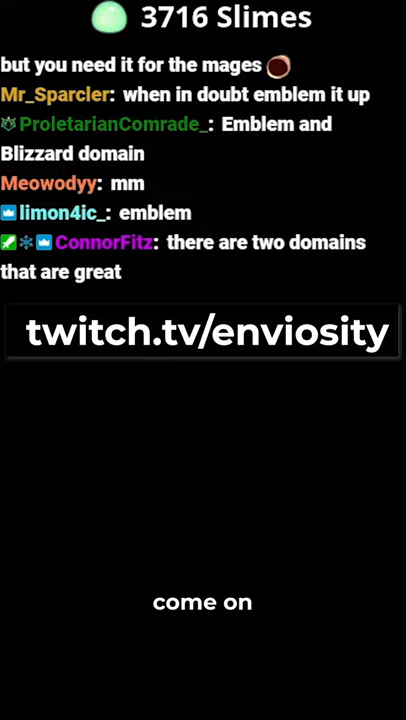 3716 Slimes
but you need it for the mages
Mr_Sparcler: when in doubt emblem it up
ProletarianComrade_: Emblem and
Blizzard domain
Meowodyy: mm
limon4ic_: emblem
ConnorFitz: there are two domains
that are great
twitch.tv/enviosity
come on